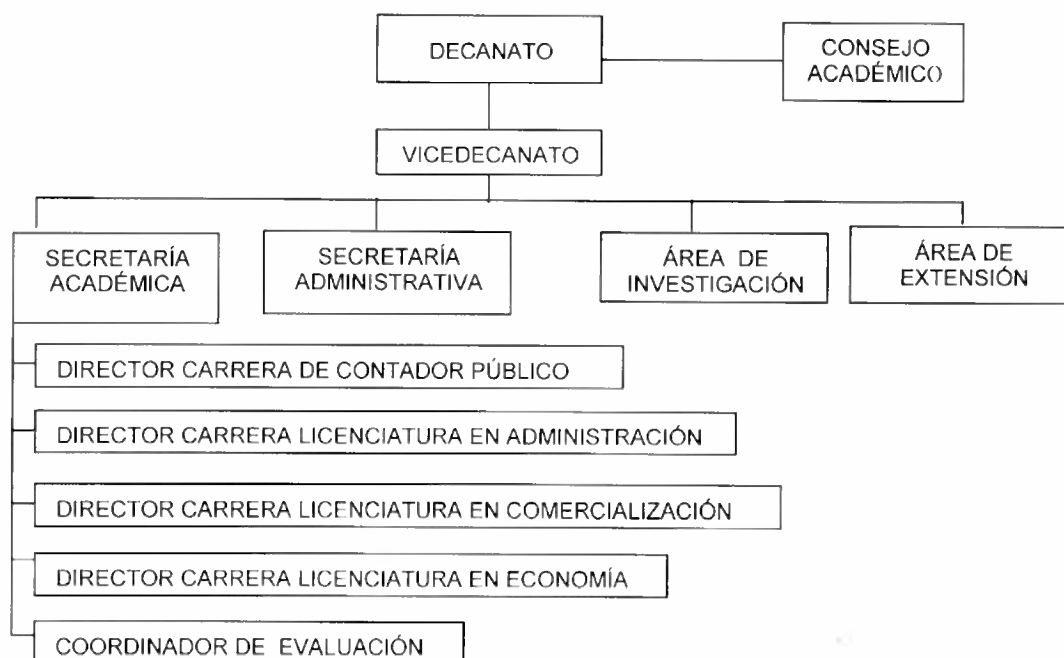 DECANATO
CONSEJO
ACADÉMICO
VICEDECANATO
SECRETARÍA
ACADÉMICA
SECRETARÍA
ADMINISTRATIVA
ÁREA DE
INVESTIGACIÓN
ÁREA DE
EXTENSIÓN
DIRECTOR CARRERA DE CONTADOR PÚBLICO
DIRECTOR CARRERA LICENCIATURA EN ADMINISTRACIÓN
DIRECTOR CARRERA LICENCIATURA EN COMERCIALIZACIÓN
DIRECTOR CARRERA LICENCIATURA EN ECONOMÍA
COORDINADOR DE EVALUACIÓN